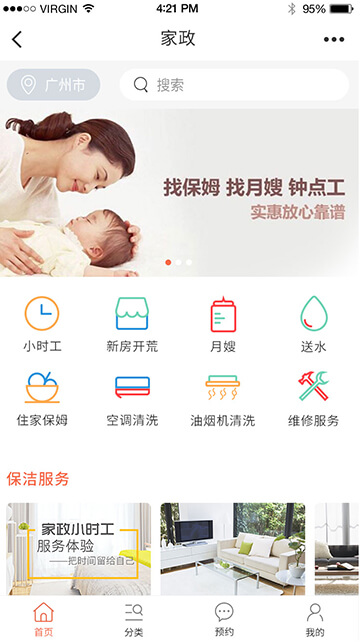 VIRGIN 4:21 PM 95%
家政
广州市 搜索
找保姆 找月嫂 钟点工
实惠放心靠谱
小时工 新房开荒 月嫂 送水
住家保姆 空调清洗 油烟机清洗 维修服务
保洁服务
家政小时工
服务体验
——把时间留给自己
首页 分类 预约 我的